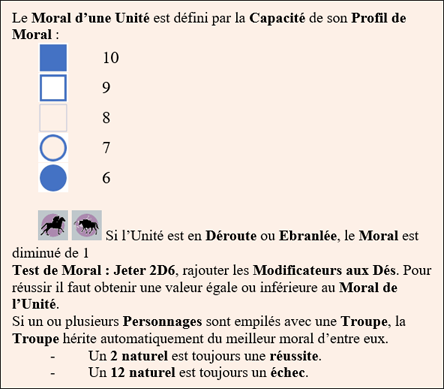 Le Moral d'une Unité est défini par la Capacité de son Profil de
Moral :
10
9
8
7
6
Si l'Unité est en Déroute ou Ebranlée, le Moral est
diminué de 1
Test de Moral : Jeter 2D6, rajouter les Modificateurs aux Dés. Pour
réussir il faut obtenir une valeur égale ou inférieure au Moral de
l'Unité.
Si un ou plusieurs Personnages sont empilés avec une Troupe, la
Troupe hérite automatiquement du meilleur moral d'entre eux.
- Un 2 naturel est toujours une réussite.
- Un 12 naturel est toujours un échec.